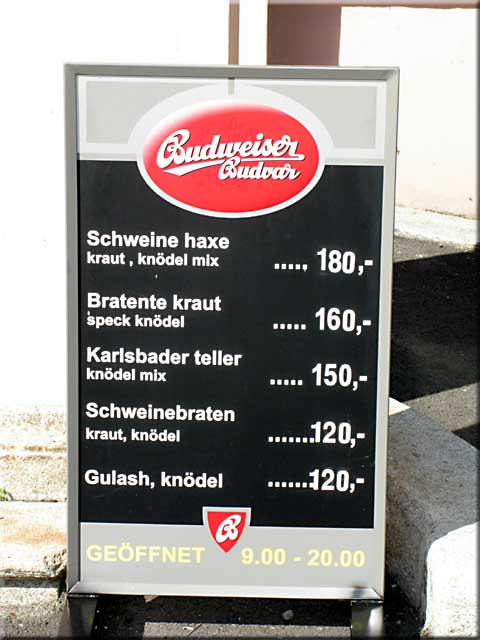 Budweiser
Budvar
Schweine haxe
kraut , knödel mix ..... 180,-
Bratente kraut
speck knödel ..... 160,-
Karlsbader teller
knödel mix ..... 150,-
Schweinebraten
kraut, knödel .......120,-
Gulash, knödel .......120,-
B
GEÖFFNET 9.00 - 20.00